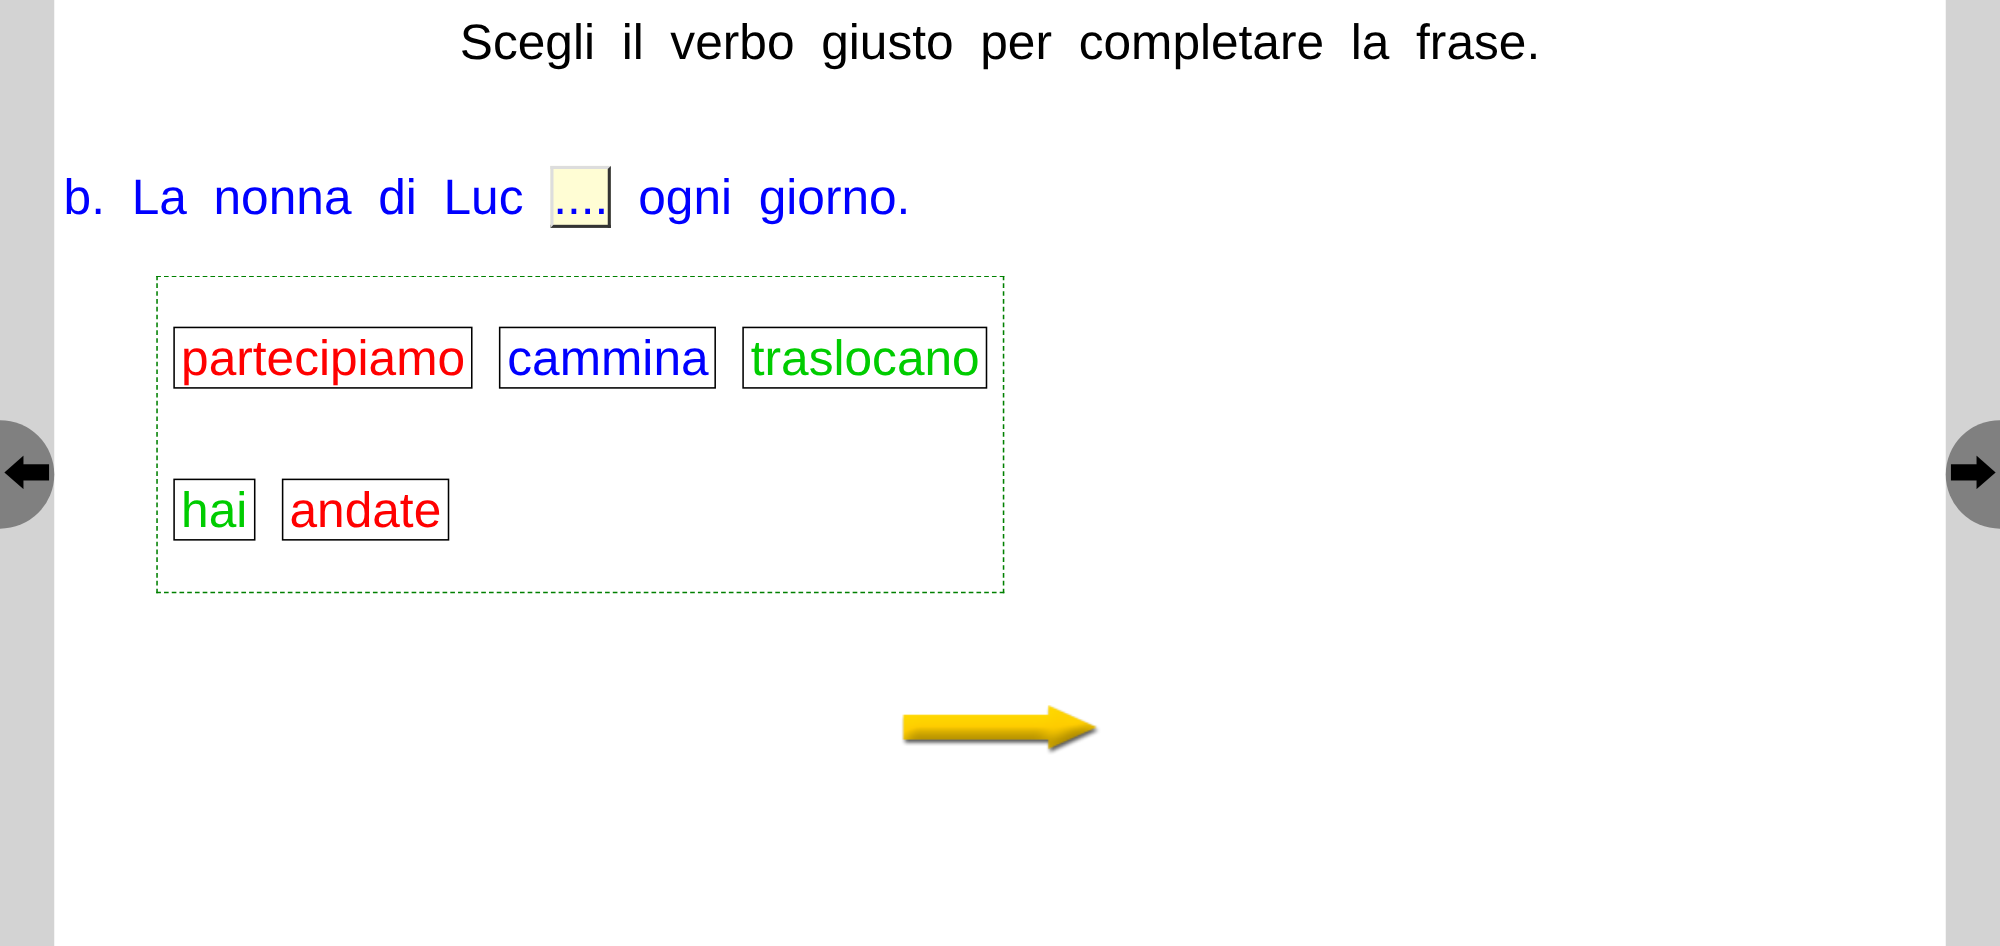 Scegli il verbo giusto per completare la frase.
b. La nonna di Luc .... ogni giorno.
partecipiamo cammina traslocano
hai andate